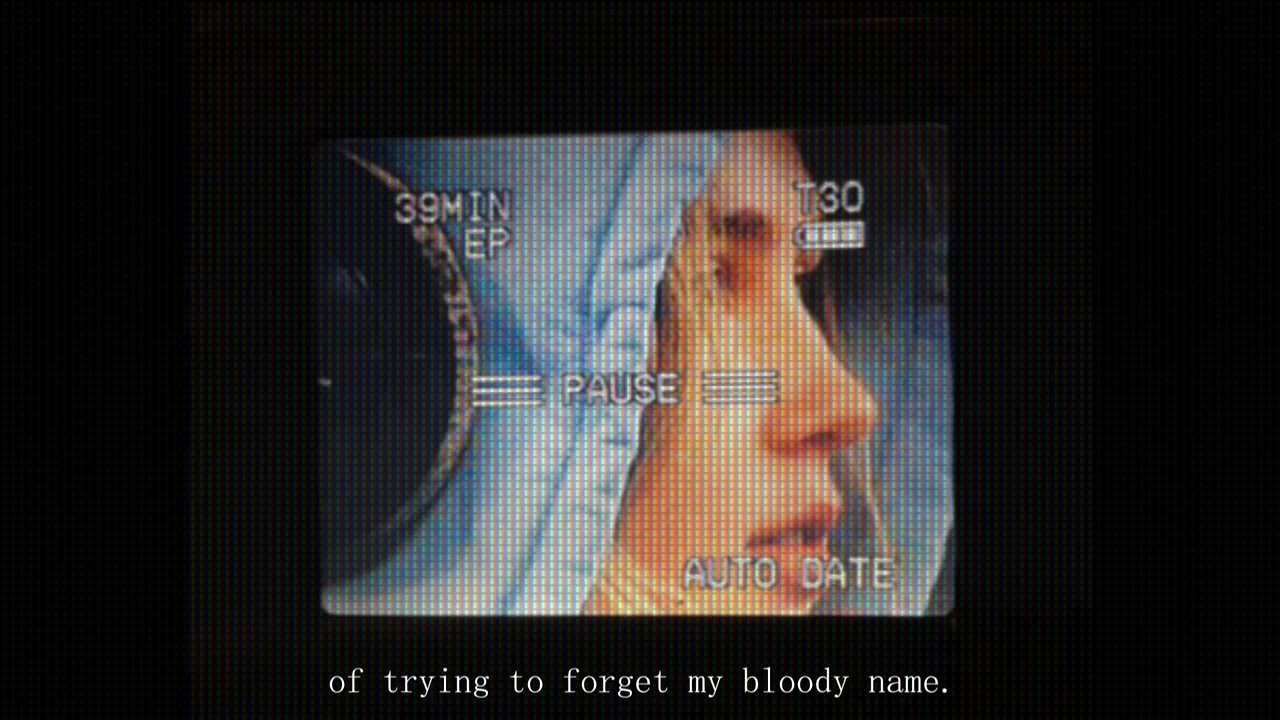 39MIN
T30
EP
PAUSE
AUTO DATE
of trying to forget my bloody name.